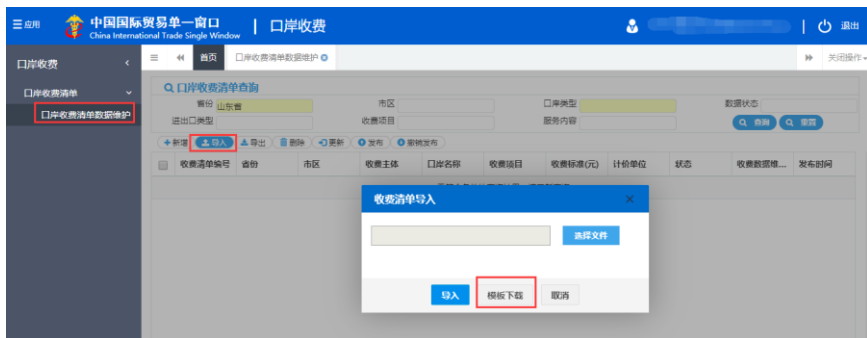 应用 中国国际贸易单一窗口 口岸收费 退出
China International Trade Single Window
口岸收费 首页 口岸收费清单数据维护 关闭操作
口岸收费清单
口岸收费清单数据维护
口岸收费清单查询
省份 山东省 市区 口岸类型 数据状态
进出口类型 收费项目 服务内容 查询 重置
新增 导入 导出 删除 更新 发布 撤销发布
收费清单编号 省份 市区 收费主体 口岸名称 收费项目 收费标准(元) 计价单位 状态 收费数据维... 发布时间
收费清单导入
选择文件
导入 模板下载 取消